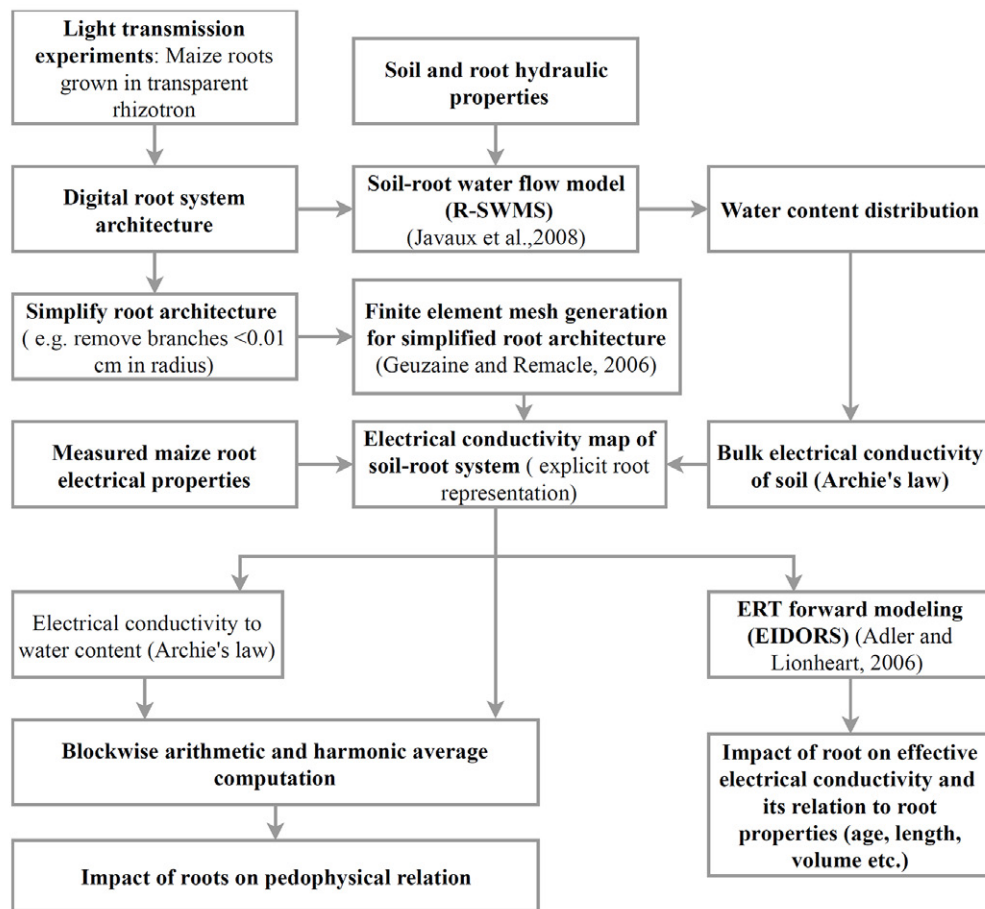 Light transmission
experiments: Maize roots
grown in transparent
rhizotron
Soil and root hydraulic
properties
Digital root system
architecture
Soil-root water flow model
(R-SWMS)
(Javaux et al.,2008)
Water content distribution
Simplify root architecture
( e.g. remove branches <0.01
cm in radius)
Finite element mesh generation
for simplified root architecture
(Geuzaine and Remacle, 2006)
Measured maize root
electrical properties
Electrical conductivity map of
soil-root system ( explicit root
representation)
Bulk electrical conductivity
of soil (Archie's law)
Electrical conductivity to
water content (Archie's law)
ERT forward modeling
(EIDORS) (Adler and
Lionheart, 2006)
Blockwise arithmetic and harmonic average
computation
Impact of root on effective
electrical conductivity and
its relation to root
properties (age, length,
volume etc.)
Impact of roots on pedophysical relation